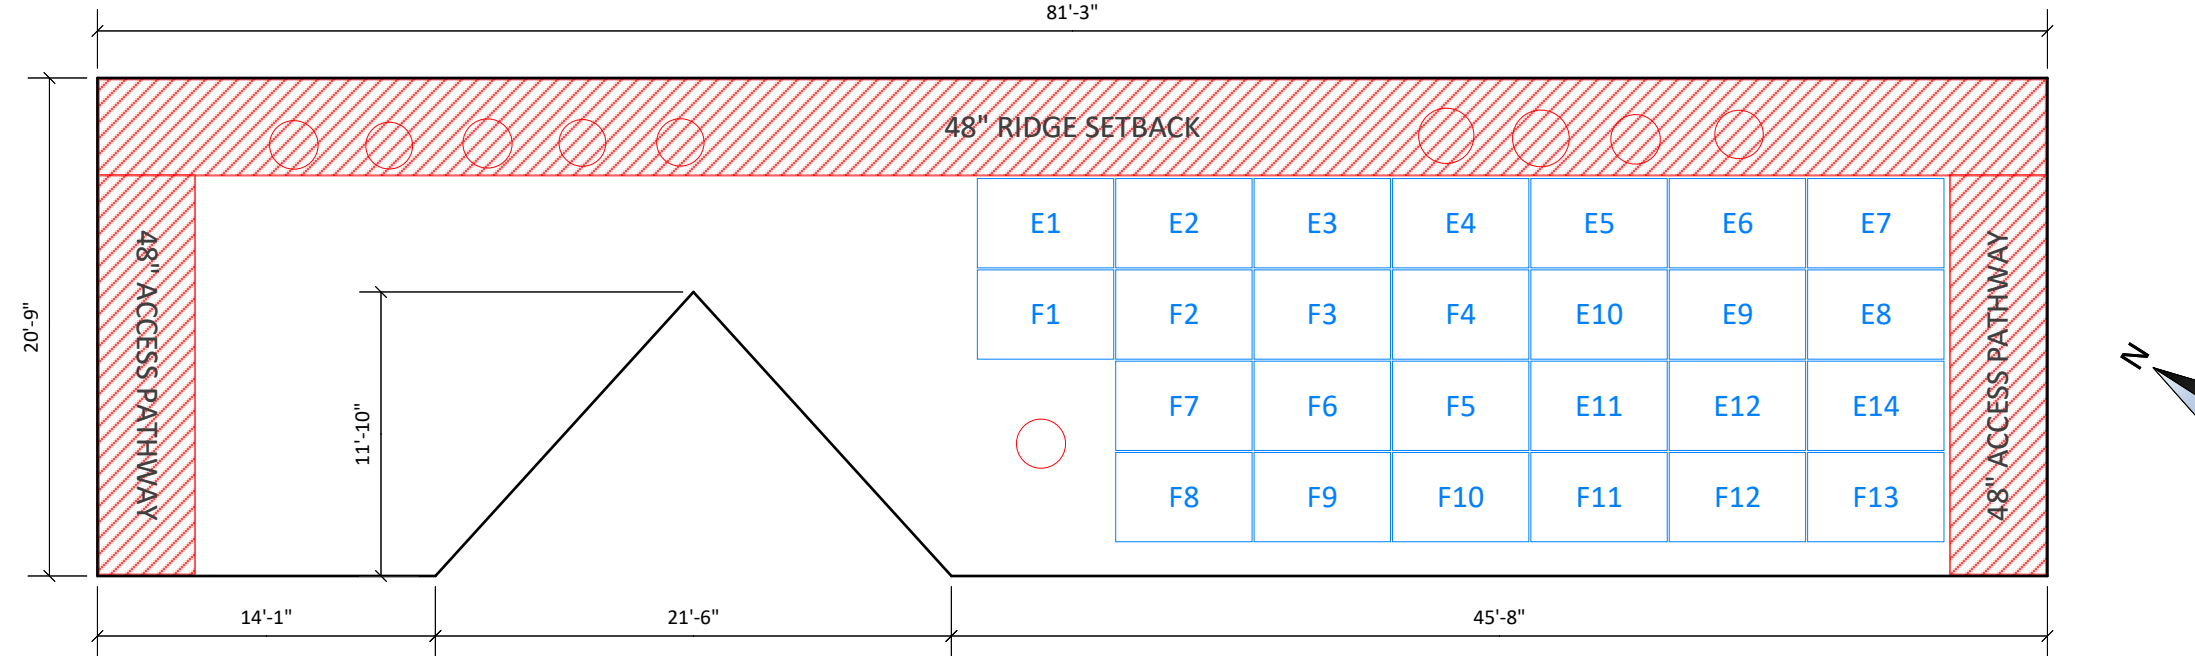 81'-3"
48" RIDGE SETBACK
20'-9"
48" ACCESS PATHWAY
11'-10"
E1 E2 E3 E4 E5 E6 E7
F1 F2 F3 F4 E10 E9 E8
F7 F6 F5 E11 E12 E14
F8 F9 F10 F11 F12 F13
48" ACCESS PATHWAY
N
14'-1" 21'-6" 45'-8"